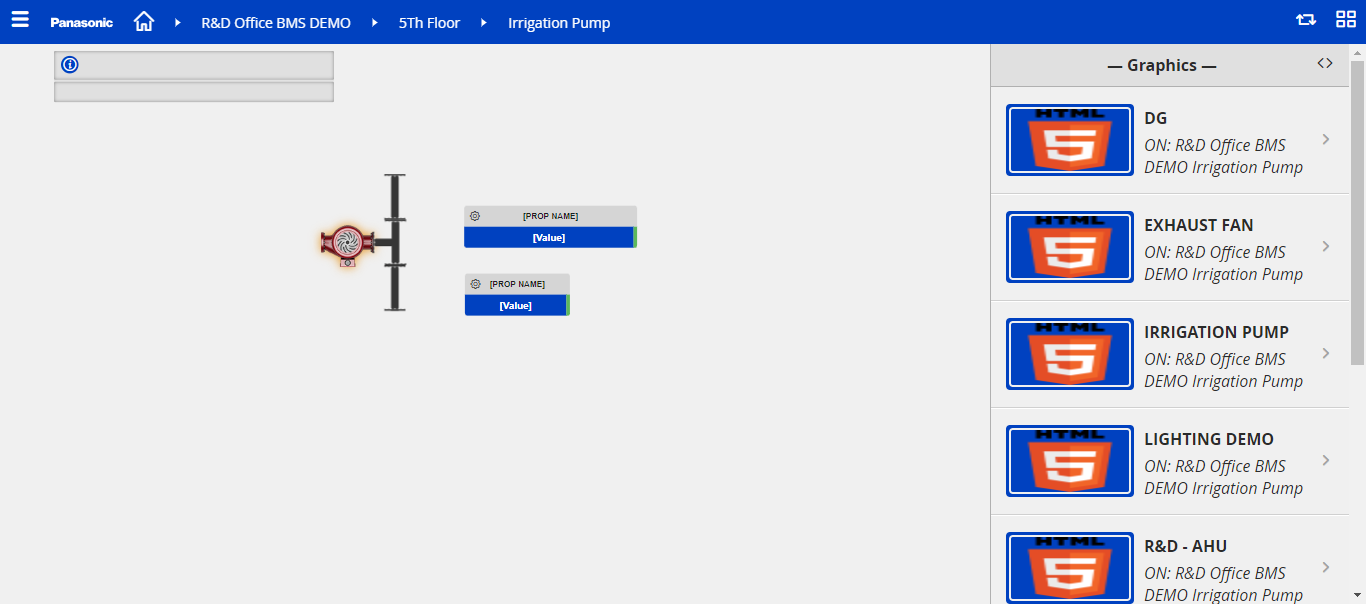 Panasonic
R&D Office BMS DEMO
5Th Floor
Irrigation Pump
[PROP NAME]
[Value]
[PROP NAME]
[Value]
— Graphics —
HTML
5
DG
ON: R&D Office BMS
DEMO Irrigation Pump
HTML
5
EXHAUST FAN
ON: R&D Office BMS
DEMO Irrigation Pump
HTML
5
IRRIGATION PUMP
ON: R&D Office BMS
DEMO Irrigation Pump
HTML
5
LIGHTING DEMO
ON: R&D Office BMS
DEMO Irrigation Pump
HTML
5
R&D - AHU
ON: R&D Office BMS
DEMO Irrigation Pump